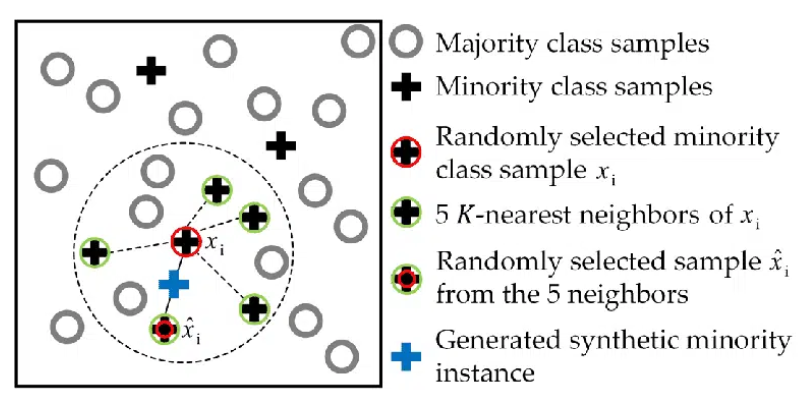 Majority class samples
Minority class samples
Randomly selected minority
class sample xᵢ
5 K-nearest neighbors of xᵢ
Randomly selected sample x̂ᵢ
from the 5 neighbors
Generated synthetic minority
instance
xᵢ
x̂ᵢ